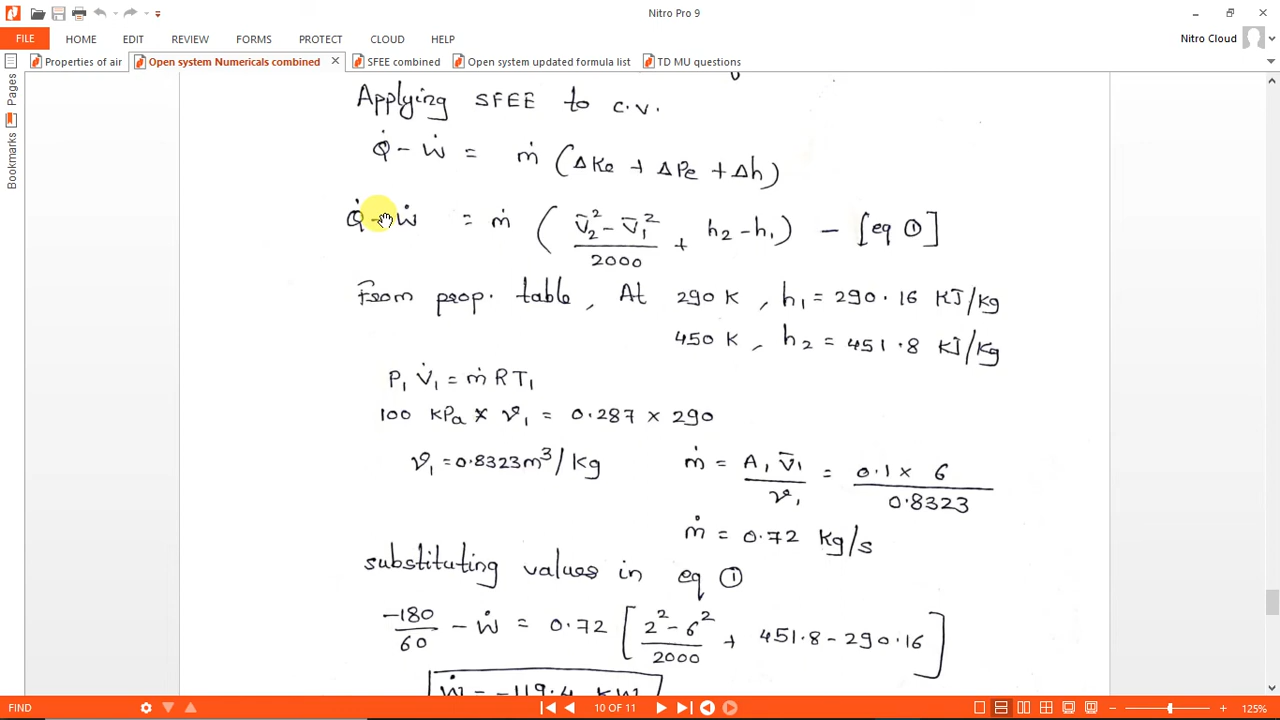 Nitro Pro 9
FILE HOME EDIT REVIEW FORMS PROTECT CLOUD HELP Nitro Cloud
Properties of air Open system Numericals combined × SFEE combined Open system updated formula list TD MU questions
Pages
Bookmarks
Applying SFEE to c.v.
Q̇ - Ẇ = ṁ (ΔKe + ΔPe + Δh)
Q̇ - Ẇ = ṁ ( (V̄₂² - V̄₁²)/2000 + h₂ - h₁ ) - [eq ①]
From prop. table, At 290 K, h₁ = 290.16 KJ/Kg
450 K, h₂ = 451.8 KJ/Kg
P₁ V̇₁ = ṁ R T₁
100 KPa × v₁ = 0.287 × 290
v₁ = 0.8323 m³/Kg
ṁ = A₁ V̄₁ / v₁ = 0.1 × 6 / 0.8323
ṁ = 0.72 Kg/s
substituting values in eq ①
-180/60 - Ẇ = 0.72 [ (2² - 6²)/2000 + 451.8 - 290.16 ]
Ẇ = -119.4 KW
FIND 10 OF 11 125%